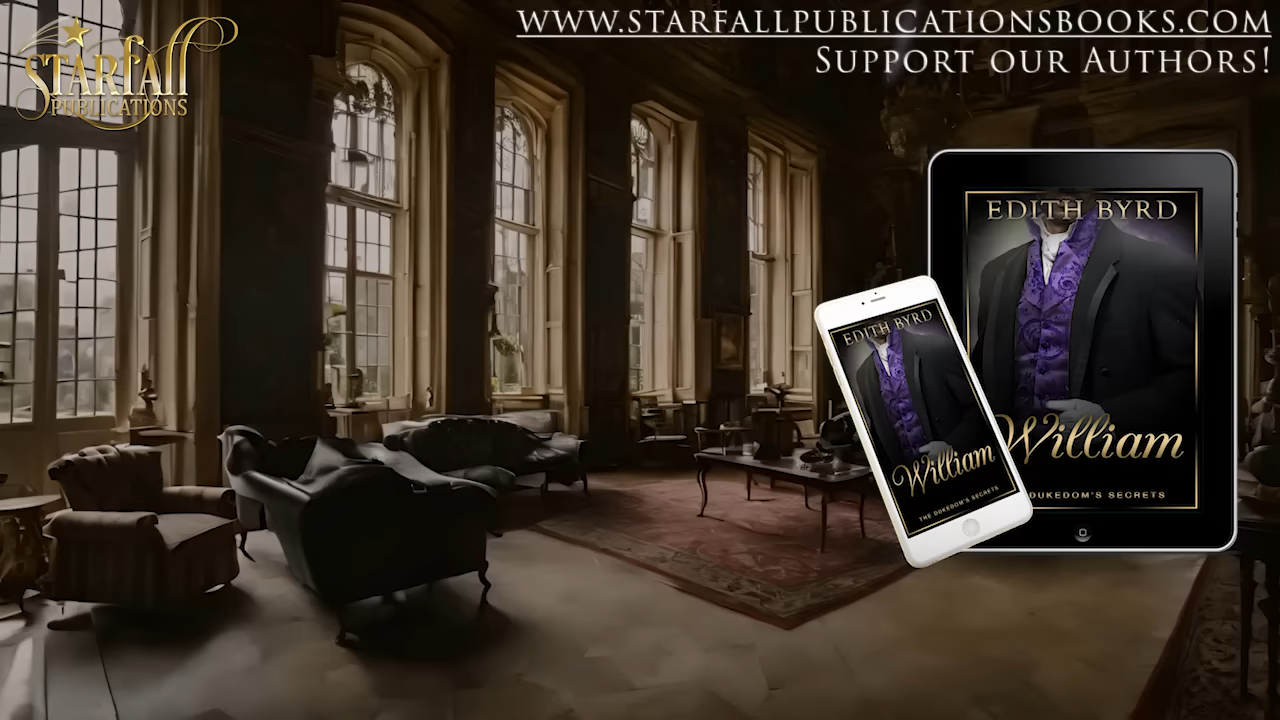 STARfall
PUBLICATIONS
WWW.STARFALLPUBLICATIONSBOOKS.COM
SUPPORT OUR AUTHORS!
EDITH BYRD
William
DUKEDOM'S SECRETS
EDITH BYRD
William
THE DUKEDOM'S SECRETS